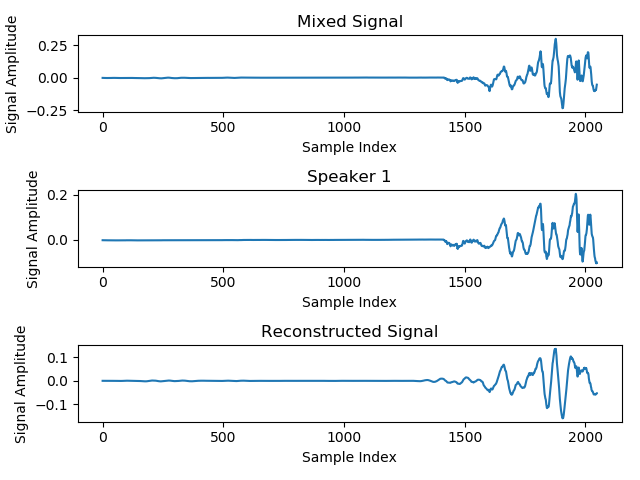 Mixed Signal
Signal Amplitude
0.25
0.00
−0.25
0 500 1000 1500 2000
Sample Index
Speaker 1
Signal Amplitude
0.2
0.0
0 500 1000 1500 2000
Sample Index
Reconstructed Signal
Signal Amplitude
0.1
0.0
−0.1
0 500 1000 1500 2000
Sample Index